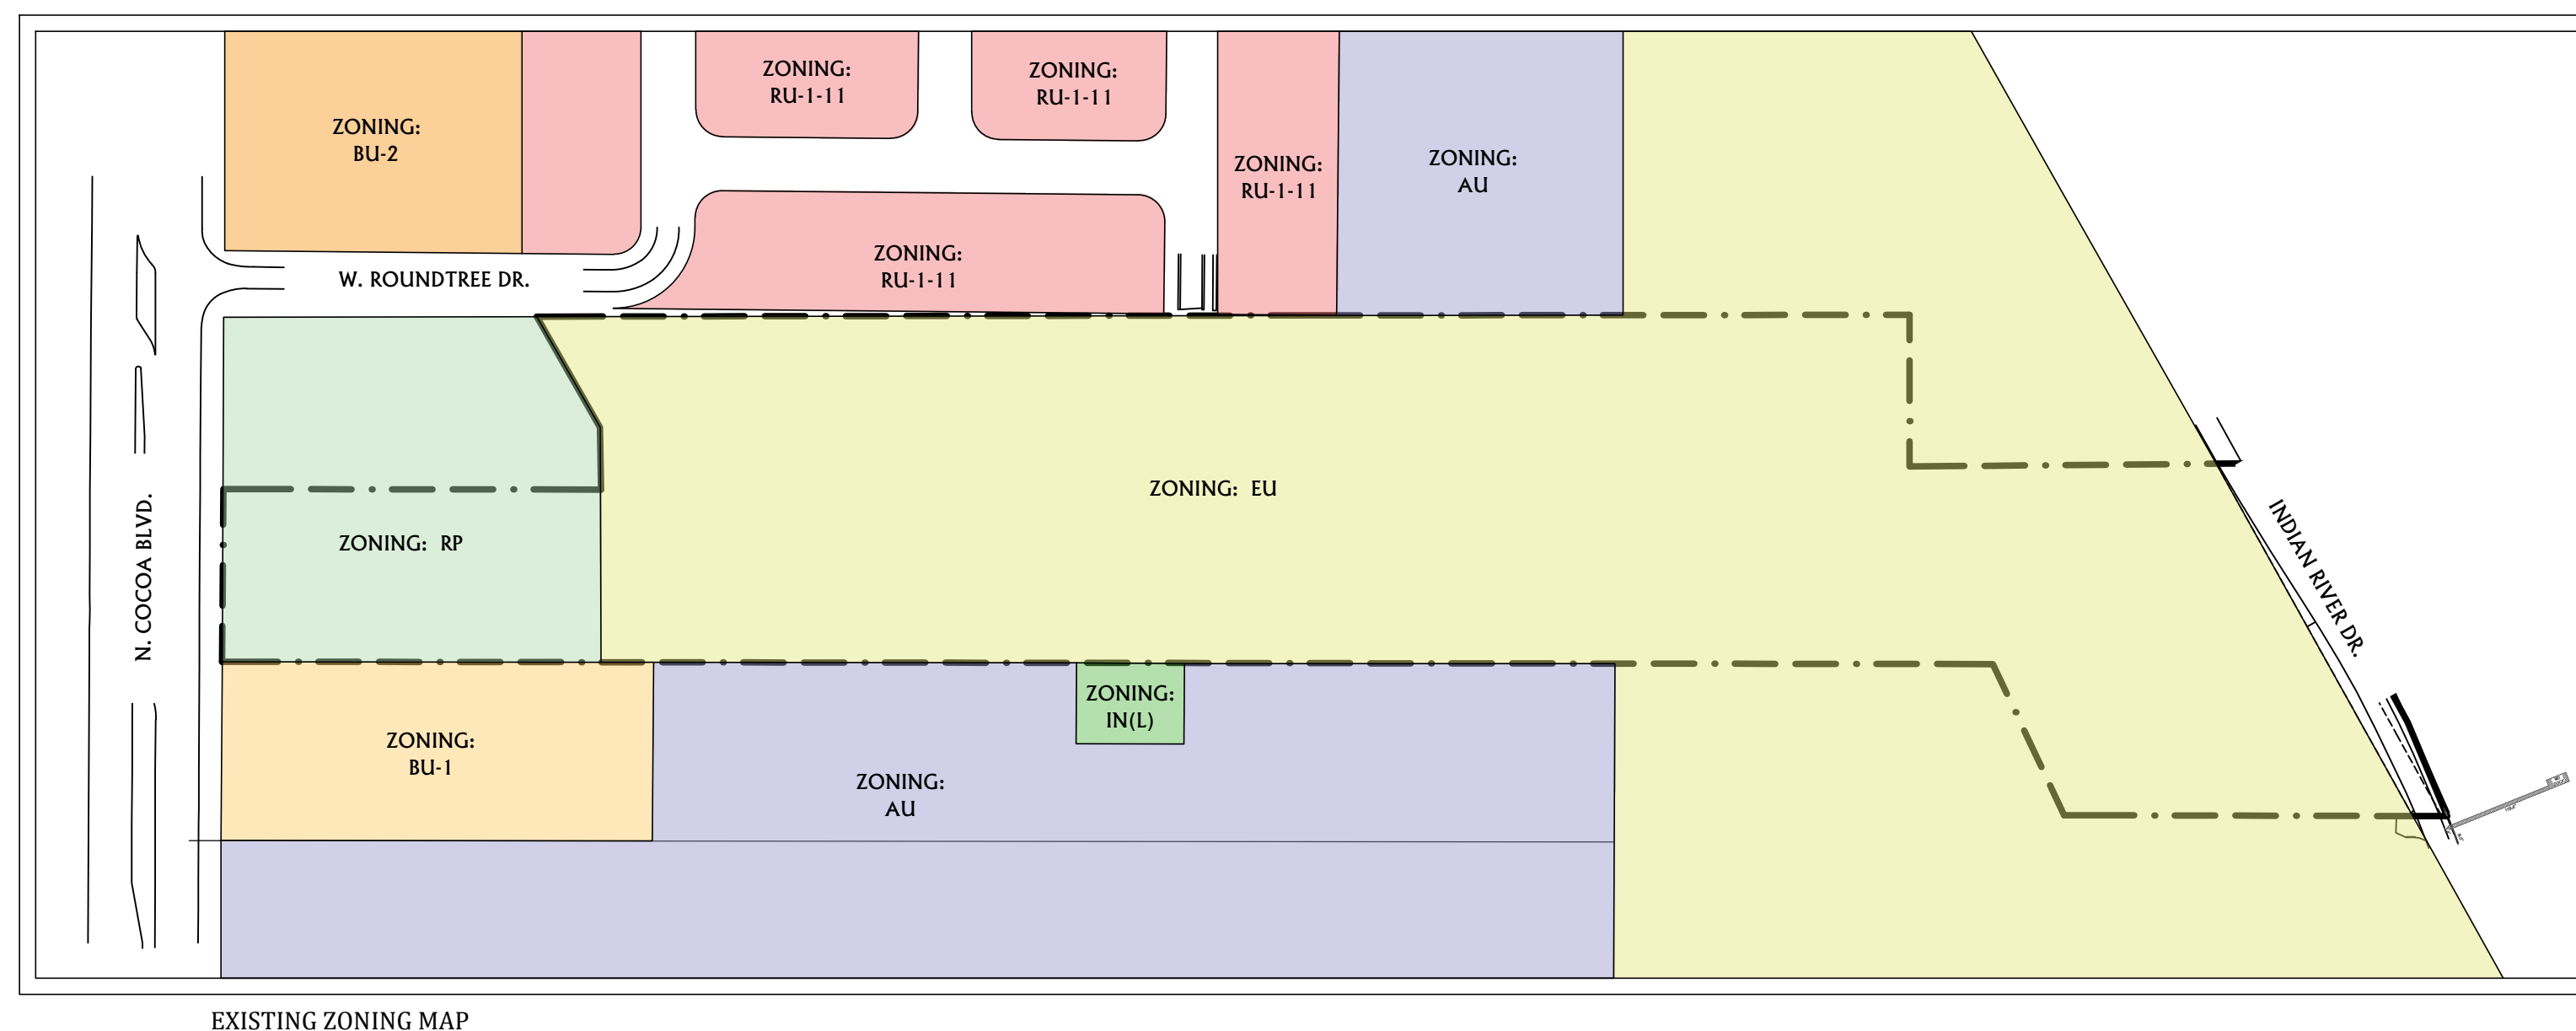 ZONING:
RU-1-11
ZONING:
RU-1-11
ZONING:
BU-2
ZONING:
RU-1-11
ZONING:
AU
ZONING:
RU-1-11
W. ROUNDTREE DR.
ZONING: EU
ZONING: RP
N. COCOA BLVD.
INDIAN RIVER DR.
ZONING:
IN(L)
ZONING:
BU-1
ZONING:
AU
EXISTING ZONING MAP